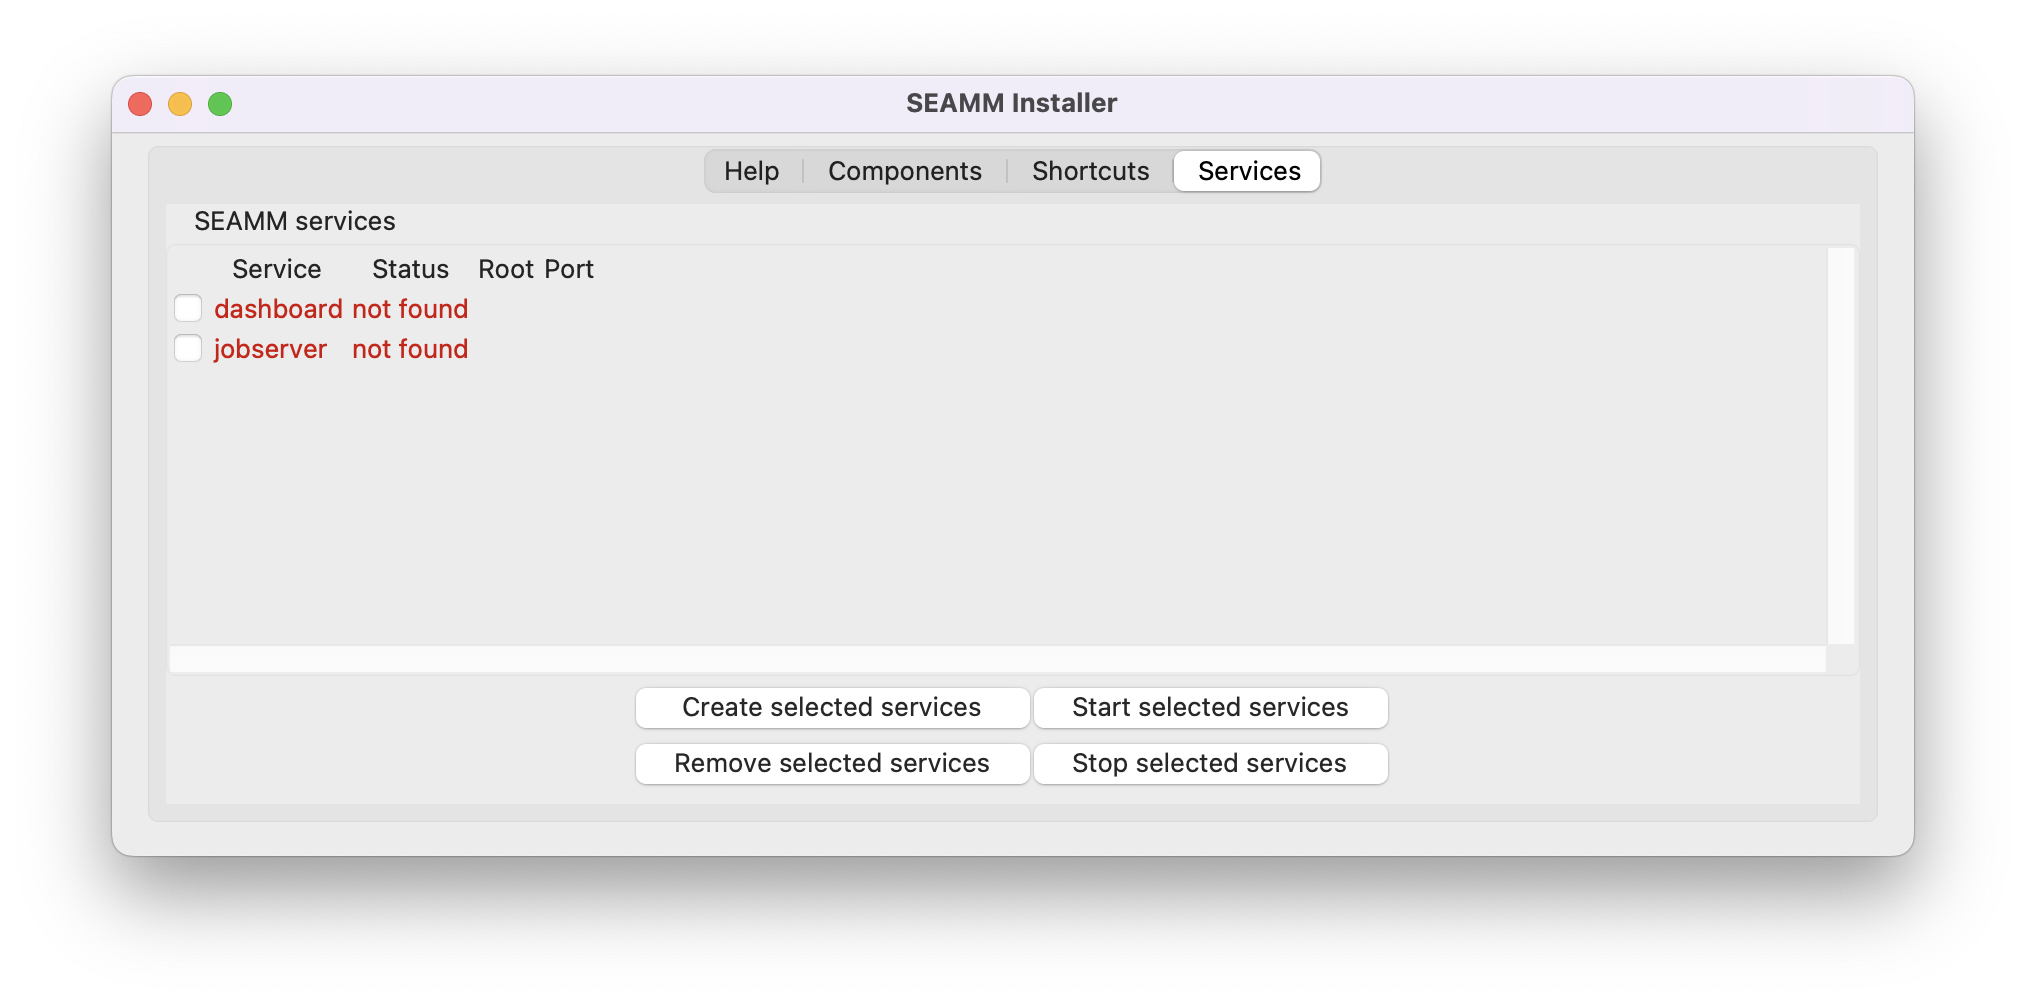 SEAMM Installer
Help Components Shortcuts Services
SEAMM services
Service Status Root Port
dashboard not found
jobserver not found
Create selected services Start selected services
Remove selected services Stop selected services